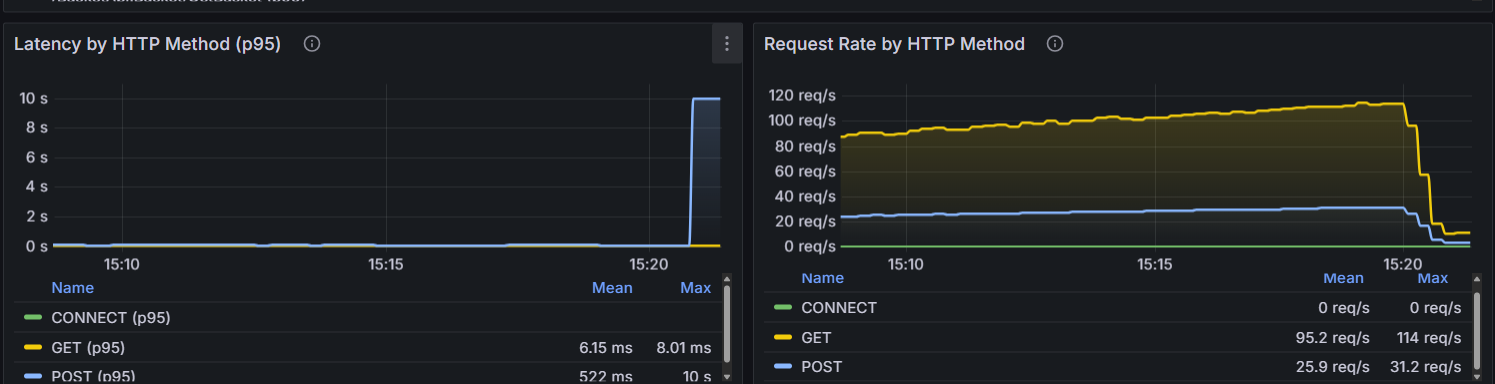 Latency by HTTP Method (p95)
10 s
8 s
6 s
4 s
2 s
0 s
15:10 15:15 15:20
Name Mean Max
CONNECT (p95)
GET (p95) 6.15 ms 8.01 ms
POST (p95) 522 ms 10 s
Request Rate by HTTP Method
120 req/s
100 req/s
80 req/s
60 req/s
40 req/s
20 req/s
0 req/s
15:10 15:15 15:20
Name Mean Max
CONNECT 0 req/s 0 req/s
GET 95.2 req/s 114 req/s
POST 25.9 req/s 31.2 req/s